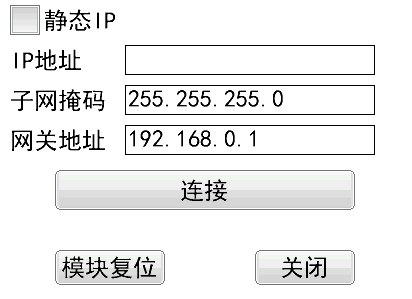 静态IP
IP地址
子网掩码 255.255.255.0
网关地址 192.168.0.1
连接
模块复位 关闭